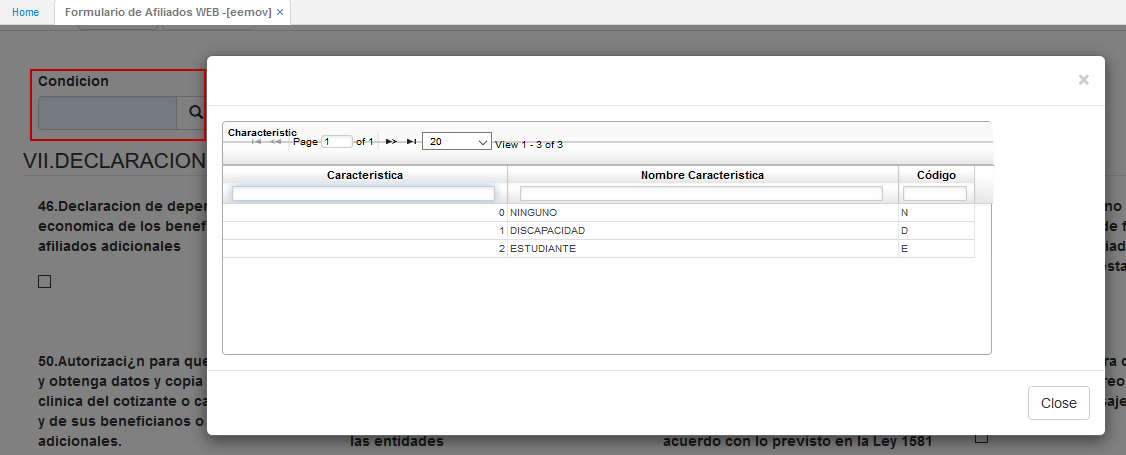 Home
Formulario de Afiliados WEB -[eemov] ×
Condicion
×
Characteristic
Page 1 of 1 20 View 1 - 3 of 3
VII.DECLARACION
Caracteristica Nombre Caracteristica Código
0 NINGUNO N
1 DISCAPACIDAD D
2 ESTUDIANTE E
46.Declaracion de
economica de los
afiliados adicionales
50.Autorizaci¿n para que
y obtenga datos y copia
clinica del cotizante o
y de sus beneficianos o
adicionales.
las entidades
acuerdo con lo previsto en la Ley 1581
Close